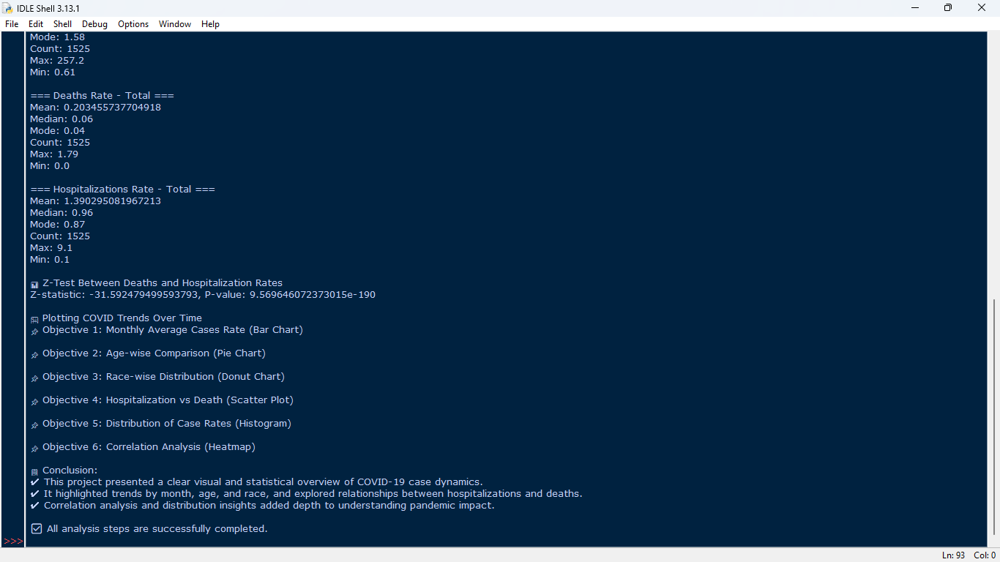 IDLE Shell 3.13.1
File Edit Shell Debug Options Window Help
Mode: 1.58
Count: 1525
Max: 257.2
Min: 0.61
=== Deaths Rate - Total ===
Mean: 0.203455737704918
Median: 0.06
Mode: 0.04
Count: 1525
Max: 1.79
Min: 0.0
=== Hospitalizations Rate - Total ===
Mean: 1.390295081967213
Median: 0.96
Mode: 0.87
Count: 1525
Max: 9.1
Min: 0.1
📊 Z-Test Between Deaths and Hospitalization Rates
Z-statistic: -31.592479499593793, P-value: 9.569646072373015e-190
Plotting COVID Trends Over Time
📌 Objective 1: Monthly Average Cases Rate (Bar Chart)
📌 Objective 2: Age-wise Comparison (Pie Chart)
📌 Objective 3: Race-wise Distribution (Donut Chart)
📌 Objective 4: Hospitalization vs Death (Scatter Plot)
📌 Objective 5: Distribution of Case Rates (Histogram)
📌 Objective 6: Correlation Analysis (Heatmap)
Conclusion:
✔ This project presented a clear visual and statistical overview of COVID-19 case dynamics.
✔ It highlighted trends by month, age, and race, and explored relationships between hospitalizations and deaths.
✔ Correlation analysis and distribution insights added depth to understanding pandemic impact.
☑ All analysis steps are successfully completed.
>>>
Ln: 93 Col: 0